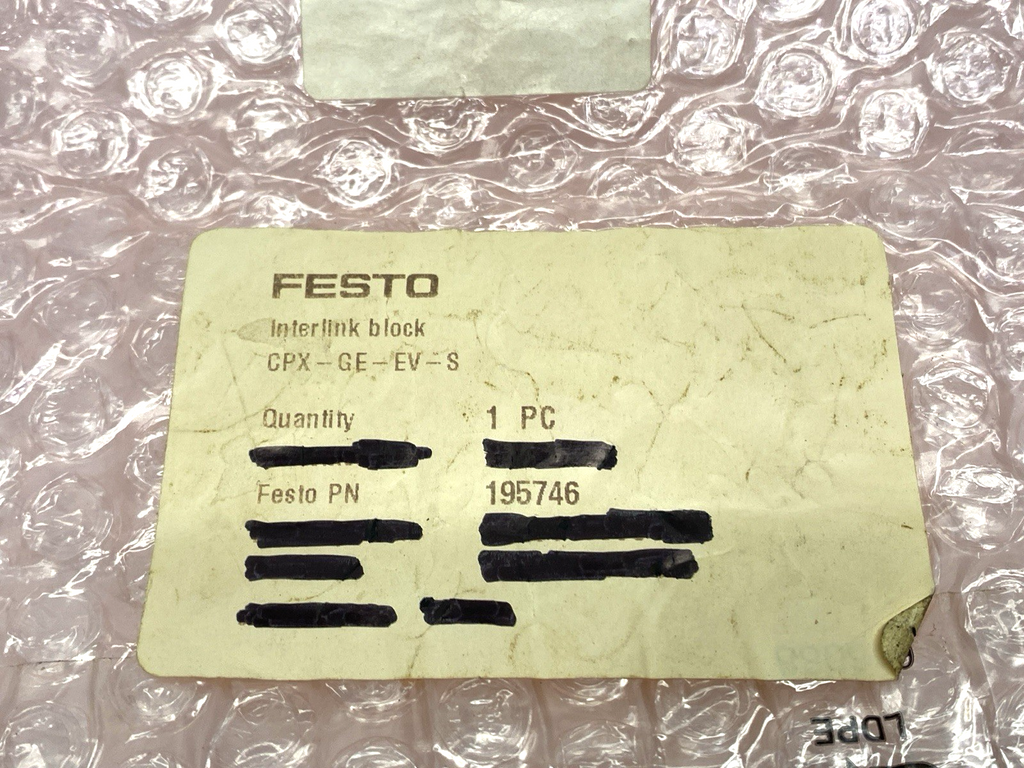 FESTO
Interlink block
CPX-GE-EV-S
Quantity 1 PC
Festo PN 195746
LDPE